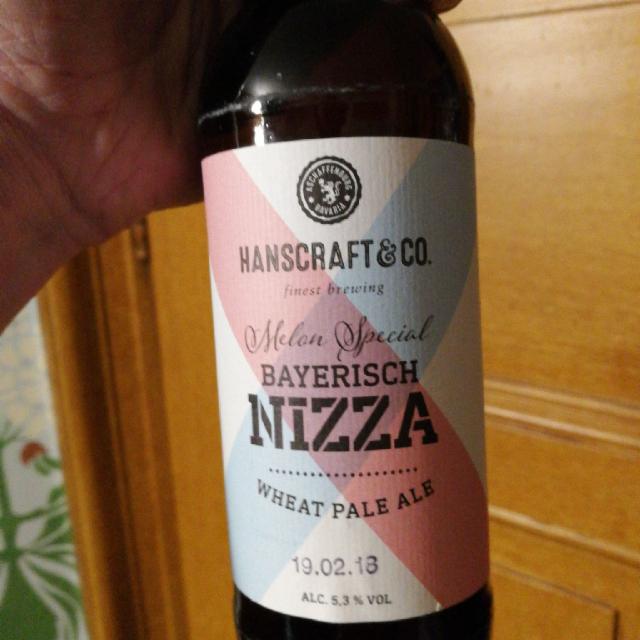 ASCHAFFENBURG
BAVARIA
HANSCRAFT & CO.
finest brewing
Melon Special
BAYERISCH
NIZZA
WHEAT PALE ALE
19.02.18
ALC. 5,3 % VOL